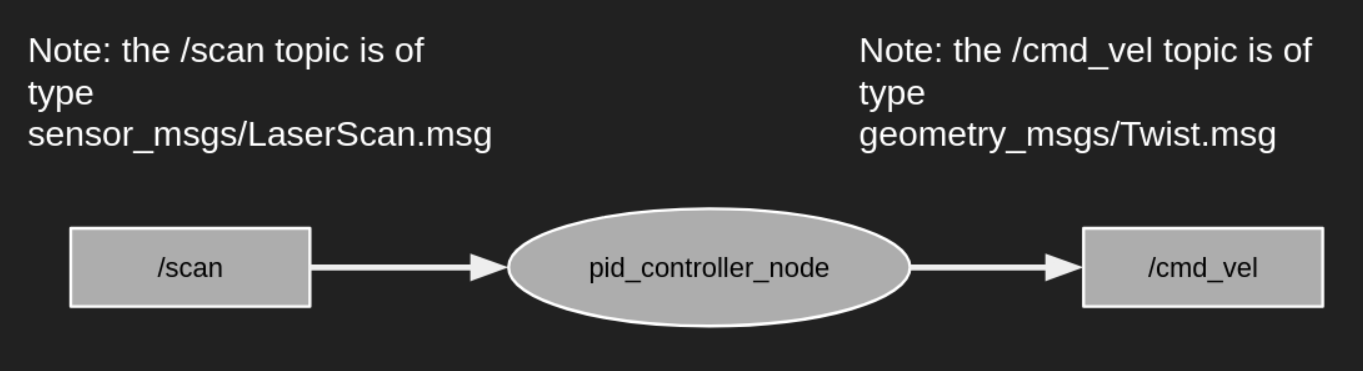 Note: the /scan topic is of
type
sensor_msgs/LaserScan.msg
Note: the /cmd_vel topic is of
type
geometry_msgs/Twist.msg
/scan
pid_controller_node
/cmd_vel